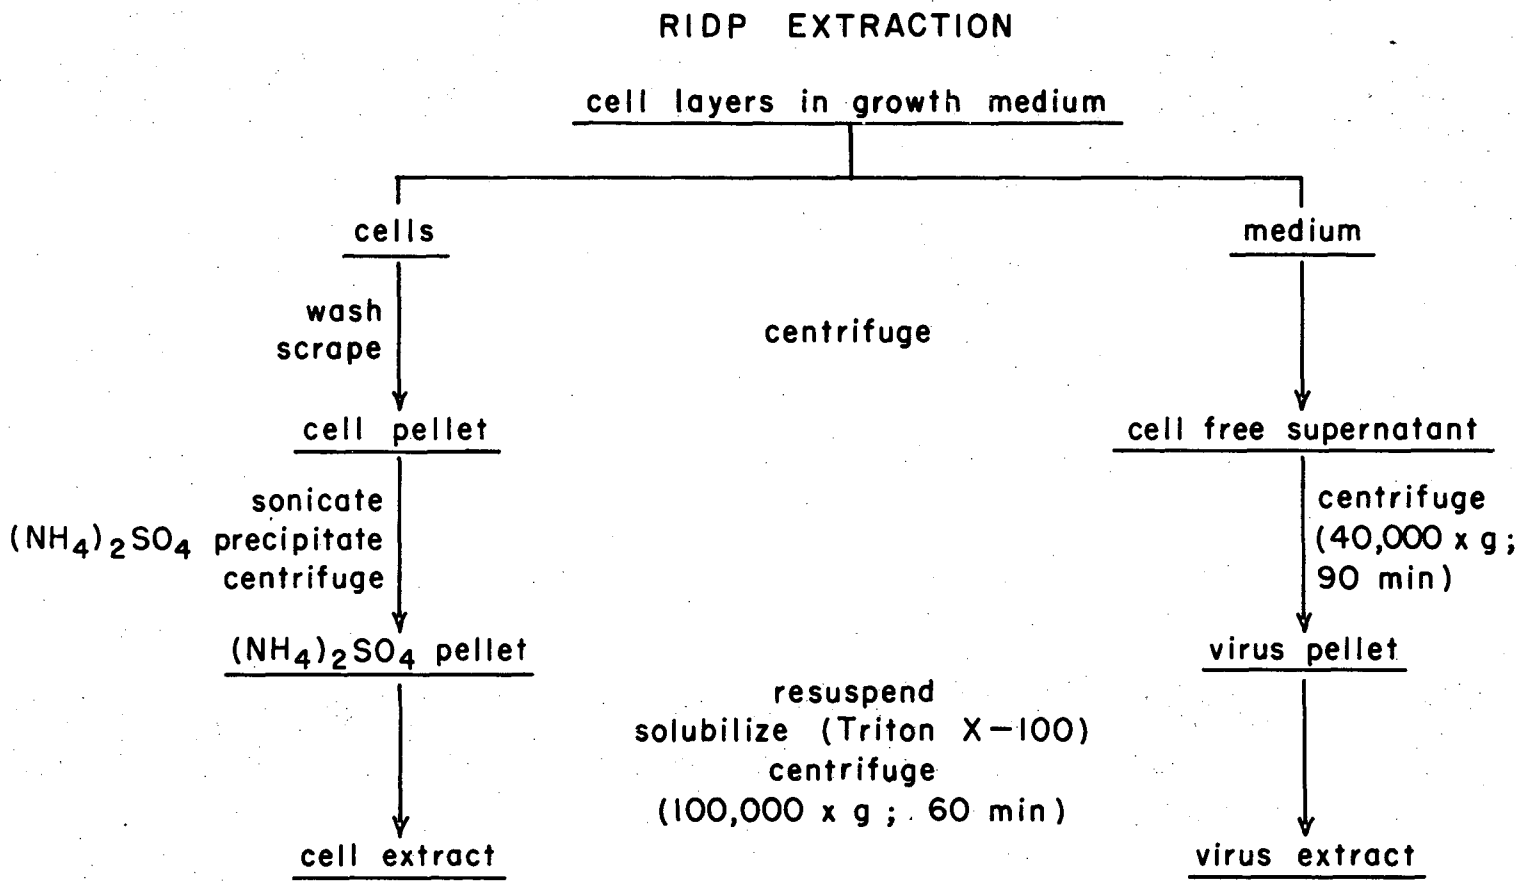 RIDP EXTRACTION
cell layers in growth medium
cells
medium
wash
scrape
centrifuge
cell pellet
cell free supernatant
sonicate
(NH₄)₂SO₄ precipitate
centrifuge
centrifuge
(40,000 x g;
90 min)
(NH₄)₂SO₄ pellet
virus pellet
resuspend
solubilize (Triton X-100)
centrifuge
(100,000 x g; 60 min)
cell extract
virus extract